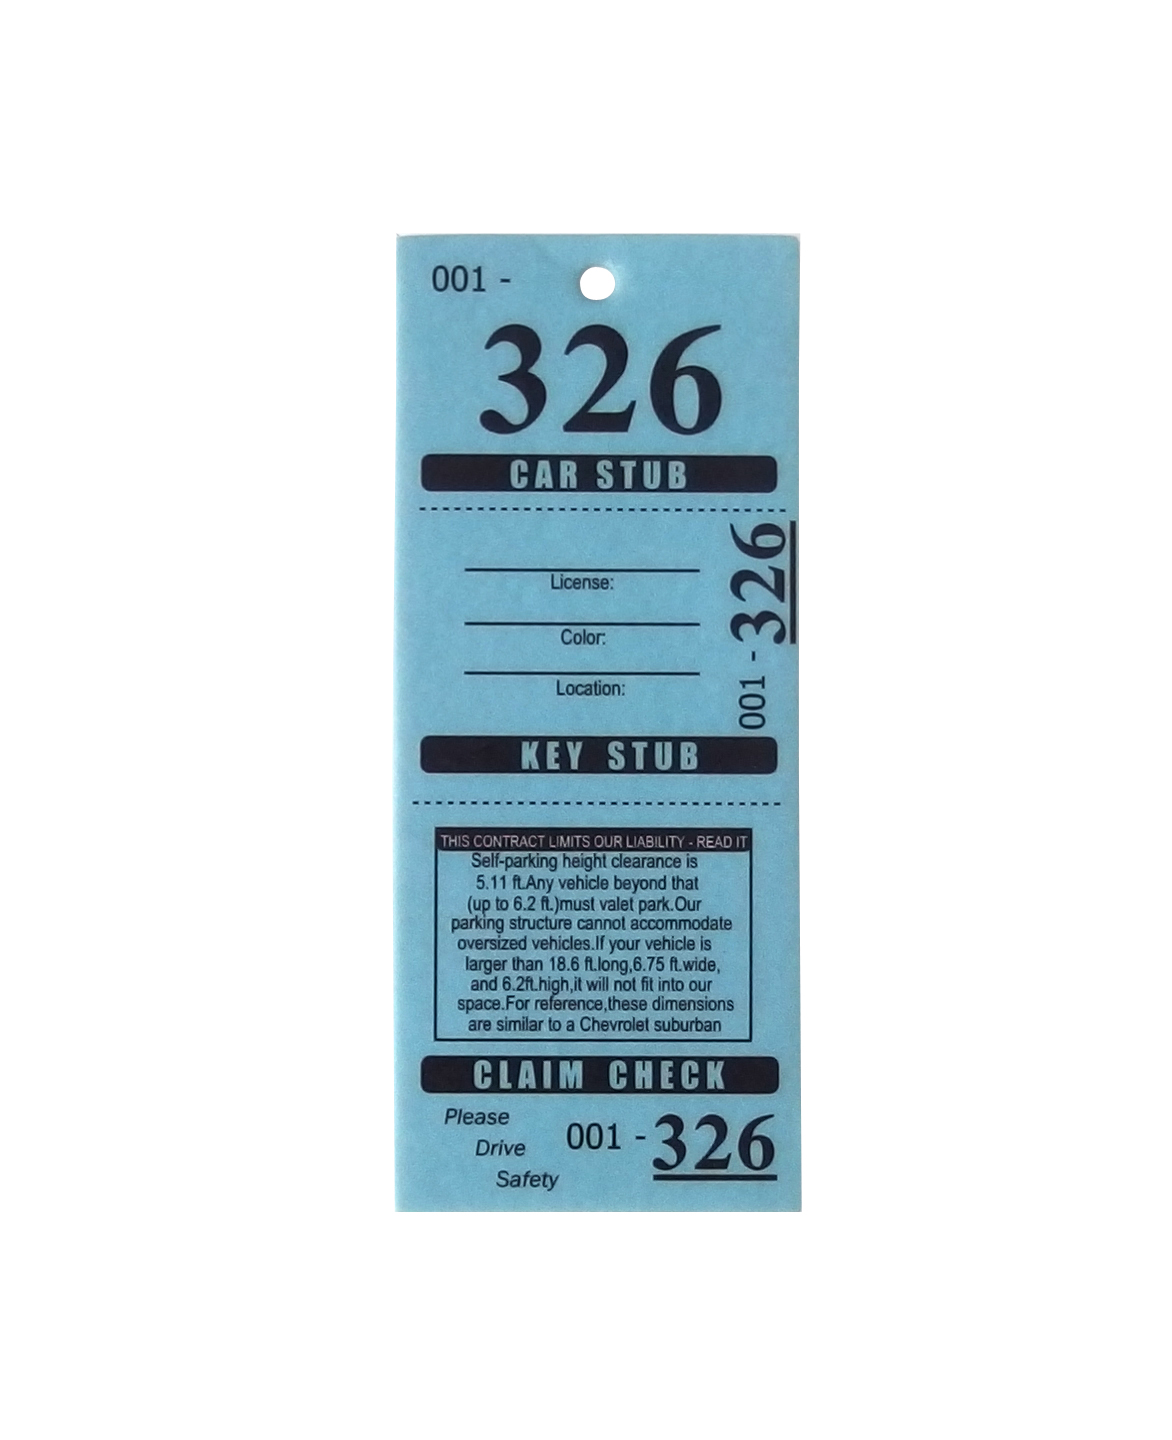 001 -
326
CAR STUB
License:
Color:
Location:
001 - 326
KEY STUB
THIS CONTRACT LIMITS OUR LIABILITY - READ IT
Self-parking height clearance is
5.11 ft.Any vehicle beyond that
(up to 6.2 ft.)must valet park.Our
parking structure cannot accommodate
oversized vehicles.If your vehicle is
larger than 18.6 ft.long,6.75 ft.wide,
and 6.2ft.high,it will not fit into our
space.For reference,these dimensions
are similar to a Chevrolet suburban
CLAIM CHECK
Please
Drive
Safety
001 - 326